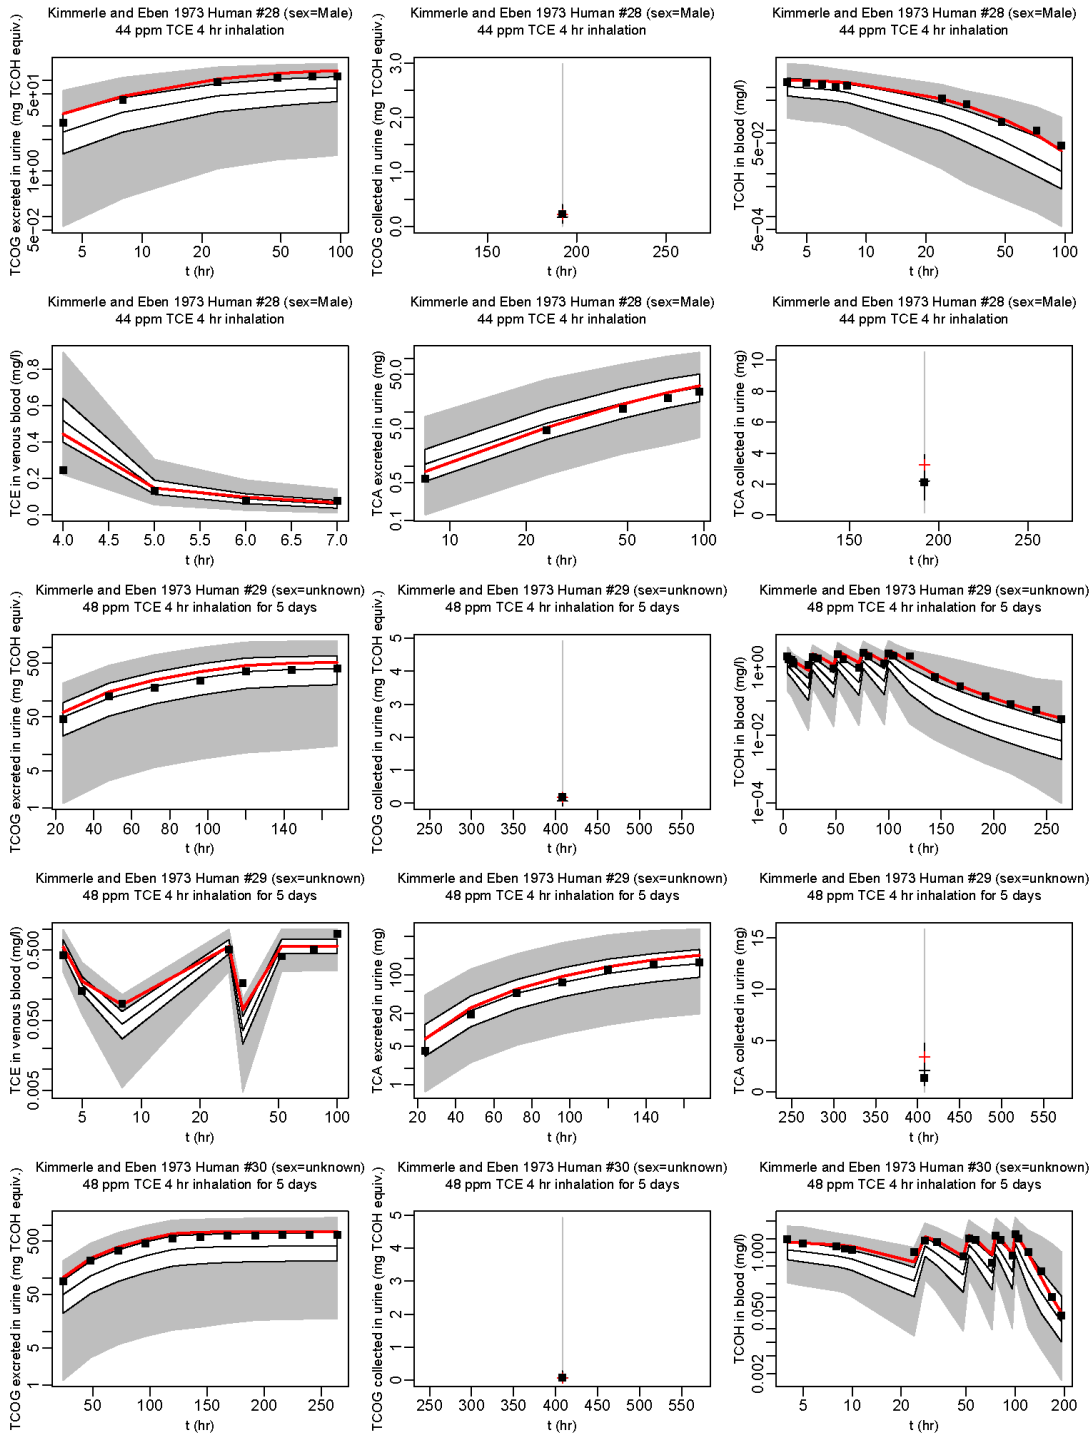 Kimmerle and Eben 1973 Human #28 (sex=Male)
44 ppm TCE 4 hr inhalation
TCOG excreted in urine (mg TCOH equiv.)
5e-02 1e+00 5e+01
5e+01
5 10 20 50 100
t (hr)
Kimmerle and Eben 1973 Human #28 (sex=Male)
44 ppm TCE 4 hr inhalation
TCOG collected in urine (mg TCOH equiv.)
0.0 1.0 2.0 3.0
150 200 250
t (hr)
Kimmerle and Eben 1973 Human #28 (sex=Male)
44 ppm TCE 4 hr inhalation
TCOH in blood (mg/l)
5e-04 5e-02
5 10 20 50 100
t (hr)
Kimmerle and Eben 1973 Human #28 (sex=Male)
44 ppm TCE 4 hr inhalation
TCE in venous blood (mg/l)
0.0 0.2 0.4 0.6 0.8
4.0 4.5 5.0 5.5 6.0 6.5 7.0
t (hr)
Kimmerle and Eben 1973 Human #28 (sex=Male)
44 ppm TCE 4 hr inhalation
TCA excreted in urine (mg)
0.1 0.5 5.0 50.0
10 20 50 100
t (hr)
Kimmerle and Eben 1973 Human #28 (sex=Male)
44 ppm TCE 4 hr inhalation
TCA collected in urine (mg)
0 2 4 6 8 10
150 200 250
t (hr)
Kimmerle and Eben 1973 Human #29 (sex=unknown)
48 ppm TCE 4 hr inhalation for 5 days
TCOG excreted in urine (mg TCOH equiv.)
1 5 50 500
20 40 60 80 100 140
t (hr)
Kimmerle and Eben 1973 Human #29 (sex=unknown)
48 ppm TCE 4 hr inhalation for 5 days
TCOG collected in urine (mg TCOH equiv.)
0 1 2 3 4 5
250 300 350 400 450 500 550
t (hr)
Kimmerle and Eben 1973 Human #29 (sex=unknown)
48 ppm TCE 4 hr inhalation for 5 days
TCOH in blood (mg/l)
1e-04 1e-02 1e+00
0 50 100 150 200 250
t (hr)
Kimmerle and Eben 1973 Human #29 (sex=unknown)
48 ppm TCE 4 hr inhalation for 5 days
TCE in venous blood (mg/l)
0.005 0.050 0.500
5 10 20 50 100
t (hr)
Kimmerle and Eben 1973 Human #29 (sex=unknown)
48 ppm TCE 4 hr inhalation for 5 days
TCA excreted in urine (mg)
1 5 20 100
20 40 60 80 100 140
t (hr)
Kimmerle and Eben 1973 Human #29 (sex=unknown)
48 ppm TCE 4 hr inhalation for 5 days
TCA collected in urine (mg)
0 5 10 15
250 300 350 400 450 500 550
t (hr)
Kimmerle and Eben 1973 Human #30 (sex=unknown)
48 ppm TCE 4 hr inhalation for 5 days
TCOG excreted in urine (mg TCOH equiv.)
1 5 50 500
50 100 150 200 250
t (hr)
Kimmerle and Eben 1973 Human #30 (sex=unknown)
48 ppm TCE 4 hr inhalation for 5 days
TCOG collected in urine (mg TCOH equiv.)
0 1 2 3 4 5
250 300 350 400 450 500 550
t (hr)
Kimmerle and Eben 1973 Human #30 (sex=unknown)
48 ppm TCE 4 hr inhalation for 5 days
TCOH in blood (mg/l)
0.002 0.050 1.000
5 10 20 50 100 200
t (hr)